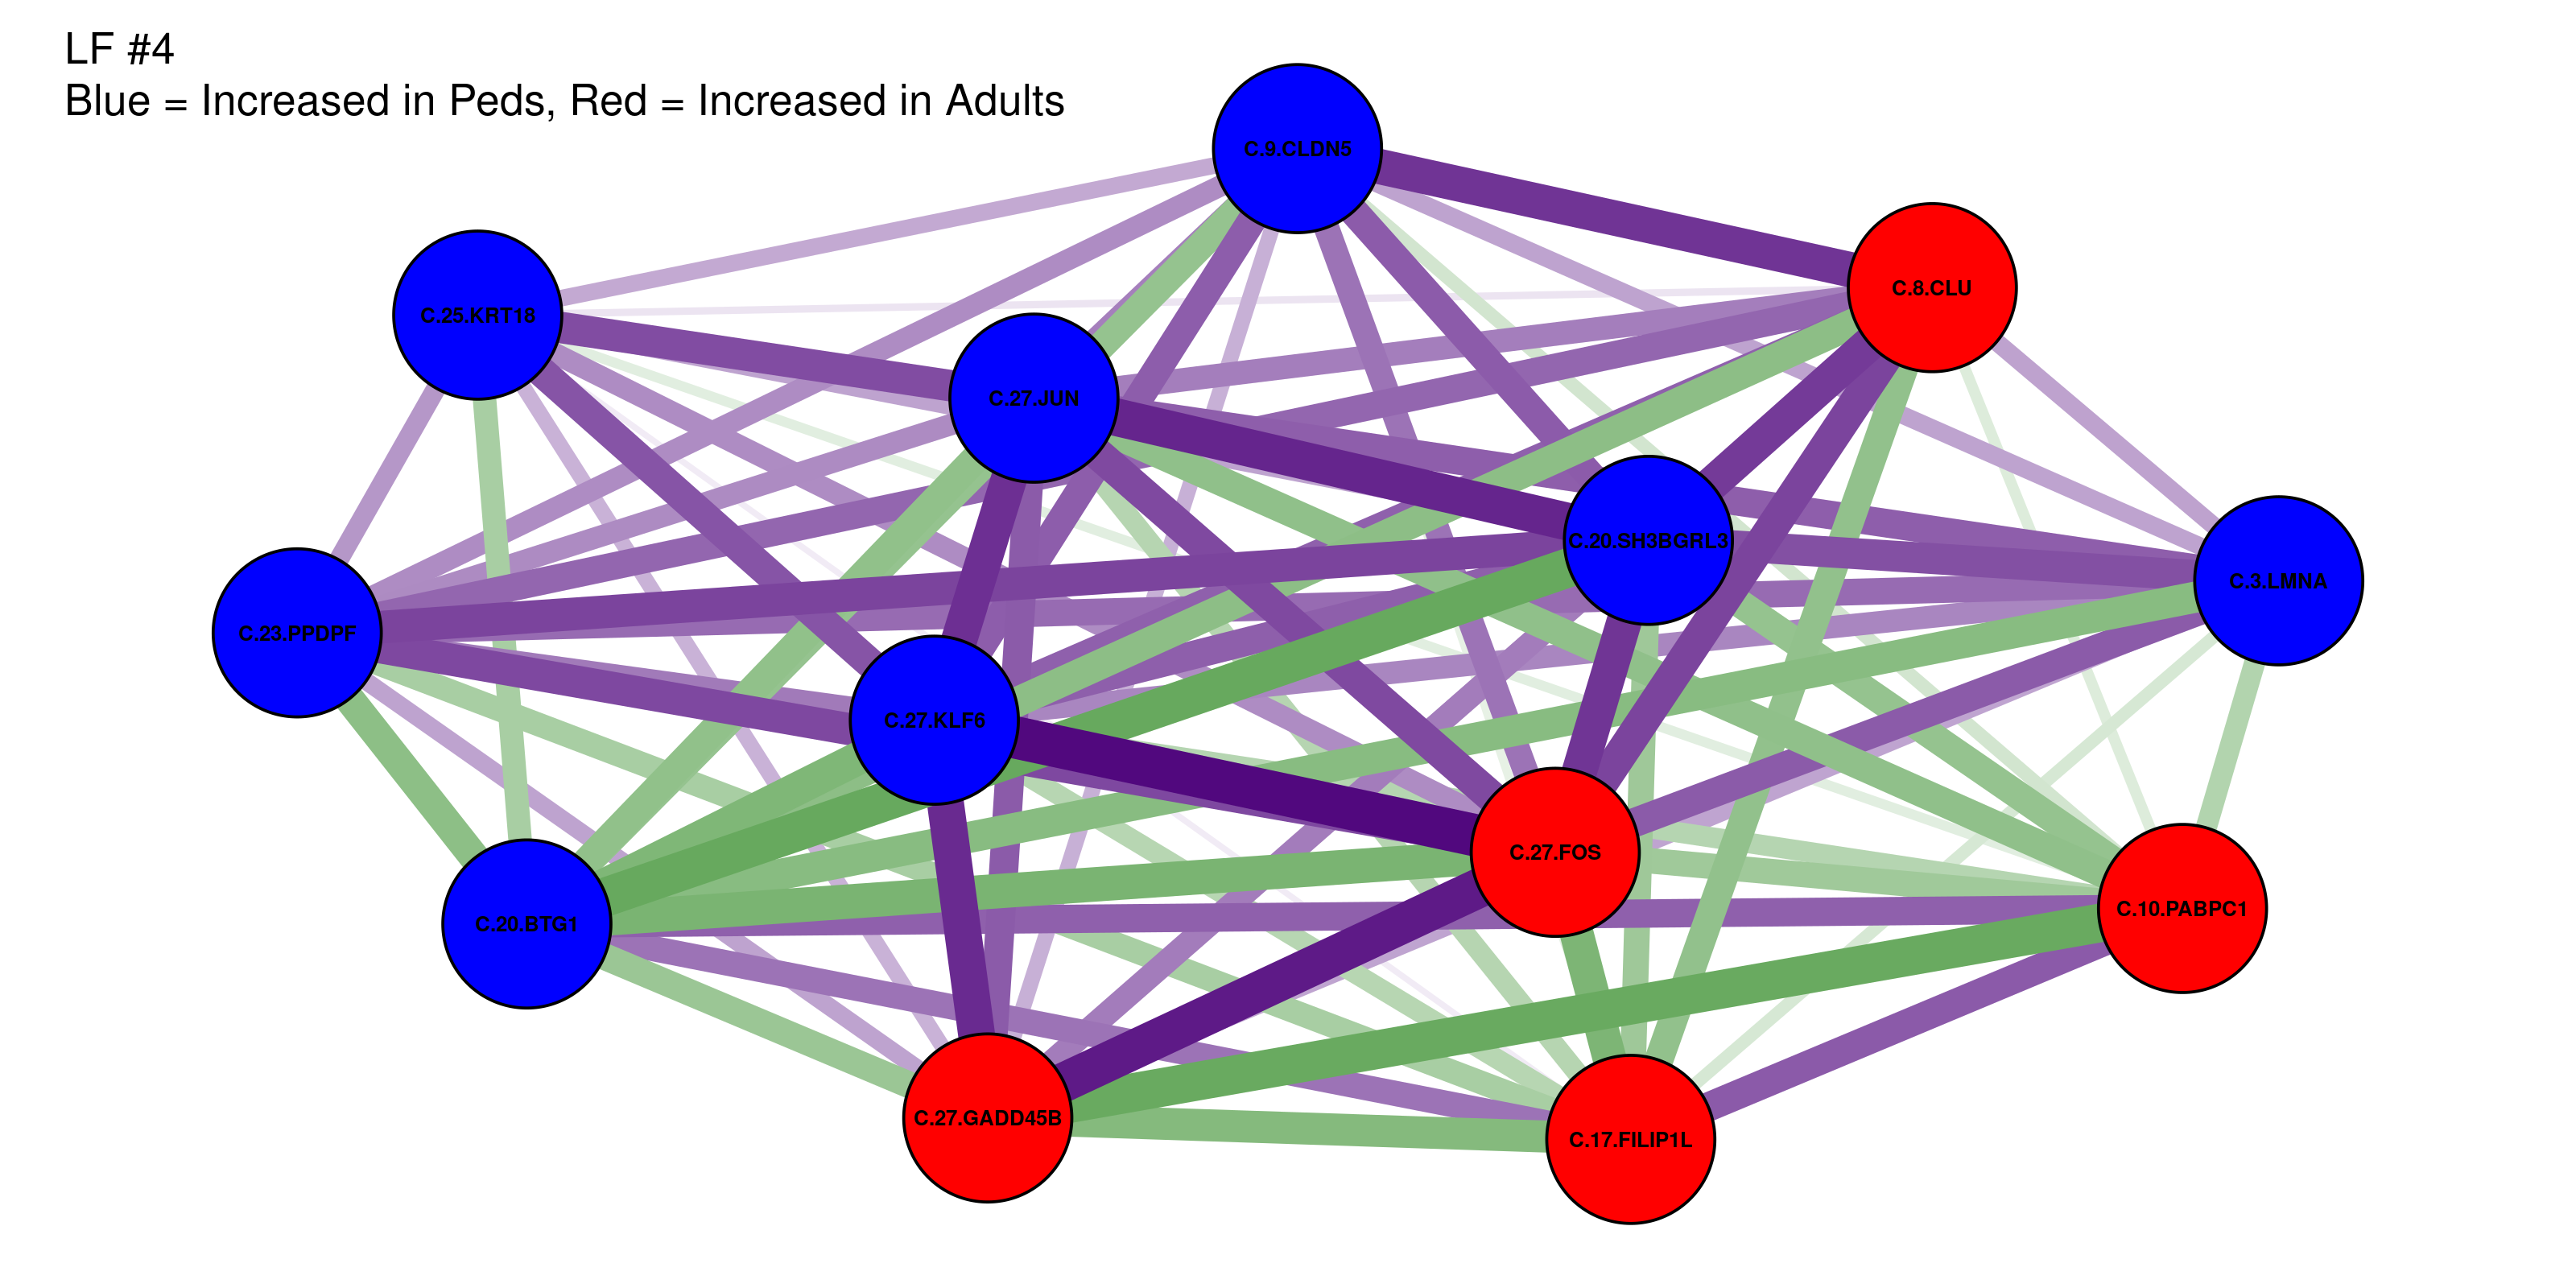 LF #4
Blue = Increased in Peds, Red = Increased in Adults
C.9.CLDN5
C.8.CLU
C.25.KRT18
C.27.JUN
C.20.SH3BGRL3
C.3.LMNA
C.23.PPDPF
C.27.KLF6
C.27.FOS
C.10.PABPC1
C.20.BTG1
C.27.GADD45B
C.17.FILIP1L